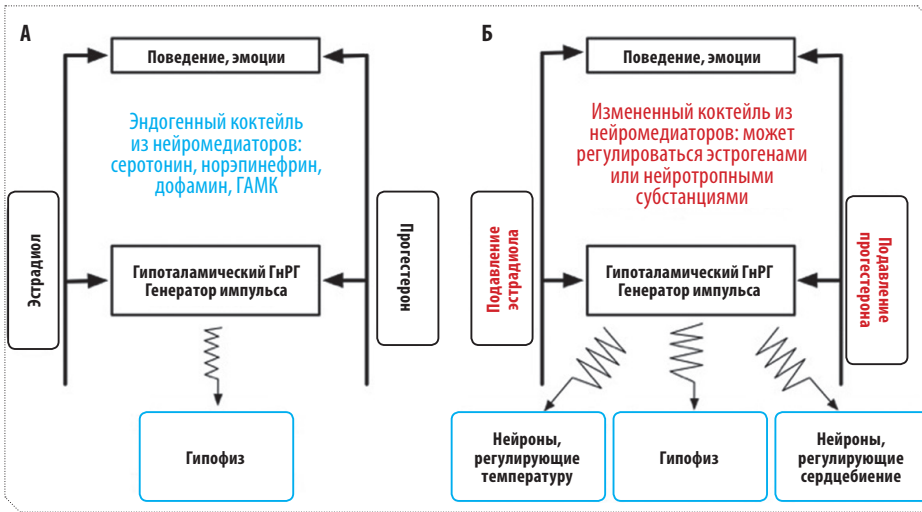 А
Поведение, эмоции
Эндогенный коктейль
из нейромедиаторов:
серотонин, норэпинефрин,
дофамин, ГАМК
Эстрадиол
Прогестерон
Гипоталамический ГнРГ
Генератор импульса
Гипофиз
Б
Поведение, эмоции
Измененный коктейль из
нейромедиаторов: может
регулироваться эстрогенами
или нейротропными
субстанциями
Подавление
эстрадиола
Подавление
прогестерона
Гипоталамический ГнРГ
Генератор импульса
Нейроны,
регулирующие
температуру
Гипофиз
Нейроны,
регулирующие
сердцебиение